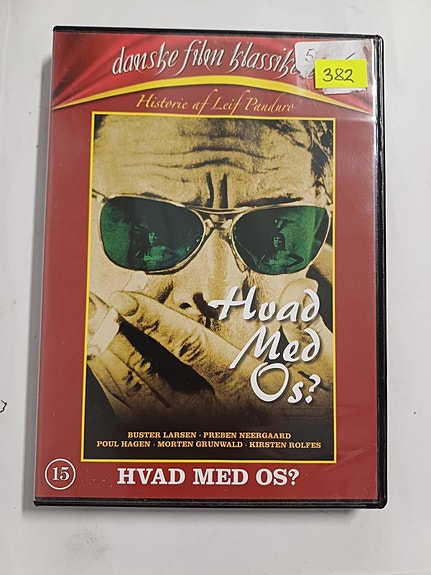 danske film klassikere
382
Historie af Leif Panduro
Hvad
Med
Os?
BUSTER LARSEN · PREBEN NEERGAARD
POUL HAGEN · MORTEN GRUNWALD · KIRSTEN ROLFES
15
HVAD MED OS?